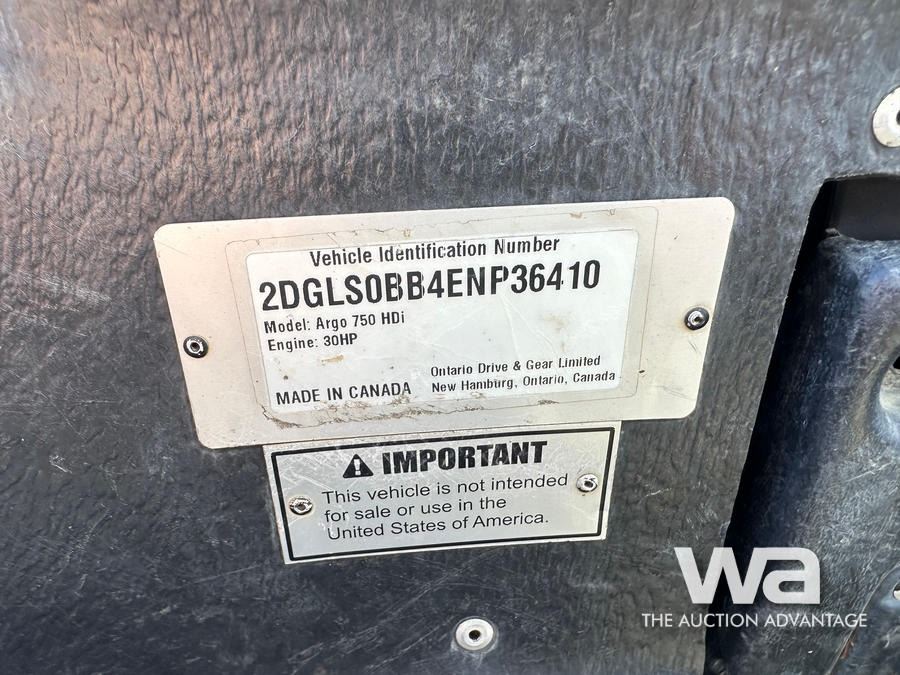 Vehicle Identification Number
2DGLS0BB4ENP36410
Model: Argo 750 HDi
Engine: 30HP
MADE IN CANADA
Ontario Drive & Gear Limited
New Hamburg, Ontario, Canada
IMPORTANT
This vehicle is not intended
for sale or use in the
United States of America.
wa
THE AUCTION ADVANTAGE